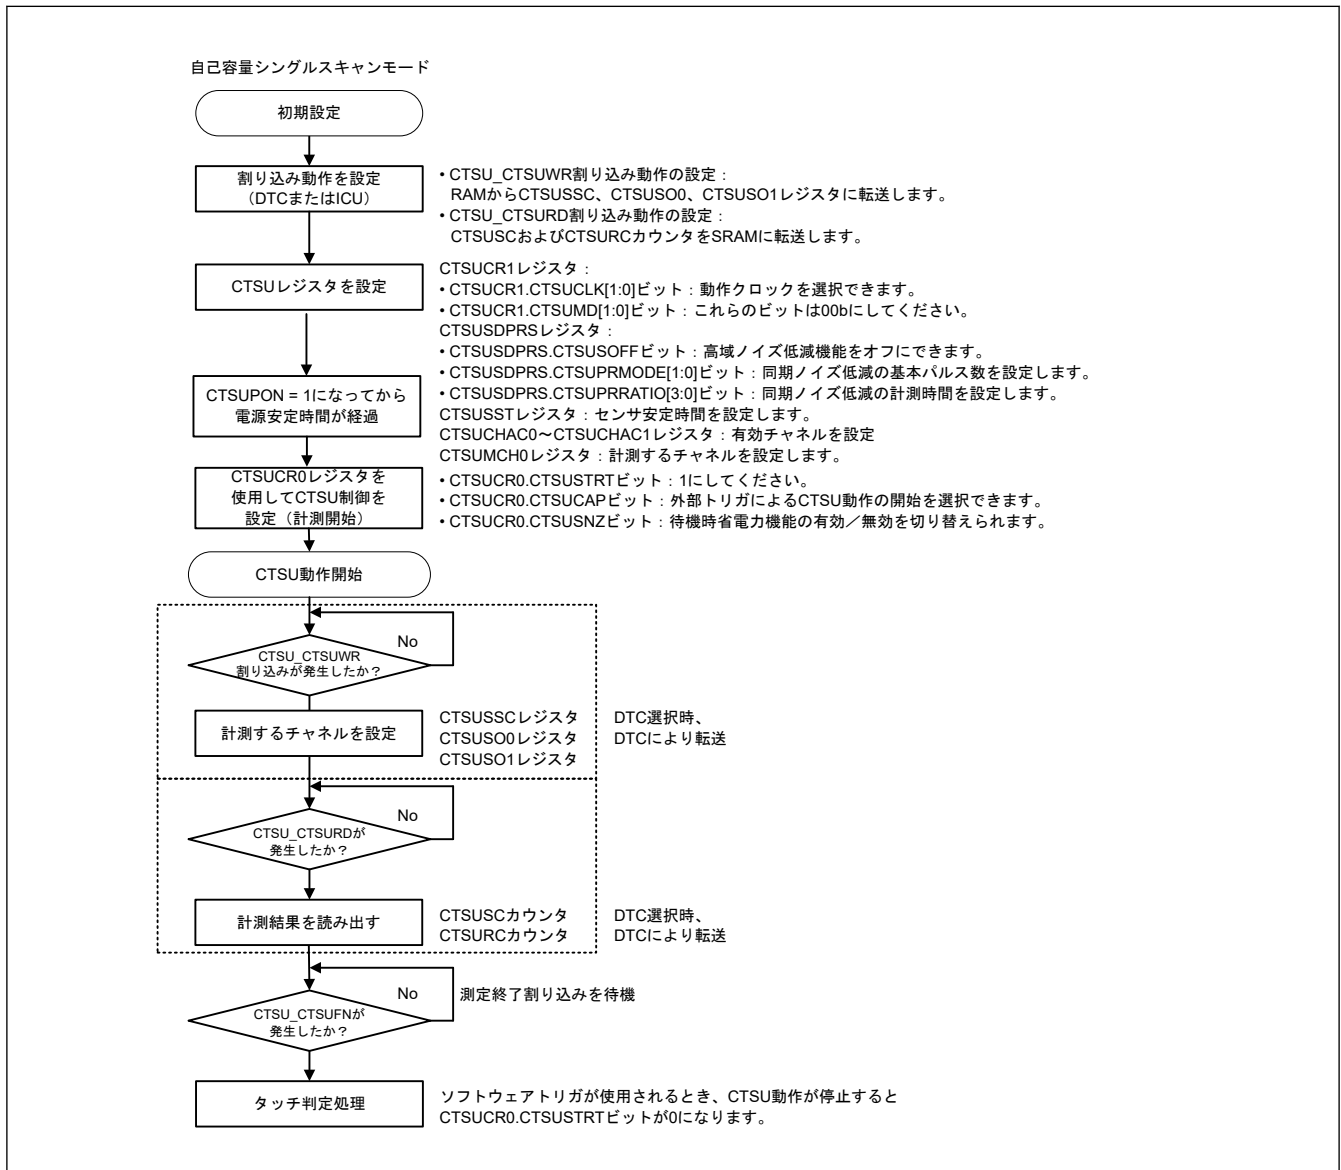 自己容量シングルスキャンモード
初期設定
割り込み動作を設定
(DTCまたはICU)
• CTSU_CTSUWR割り込み動作の設定：
RAMからCTSUSSC、CTSUSO0、CTSUSO1レジスタに転送します。
• CTSU_CTSURD割り込み動作の設定：
CTSUSCおよびCTSURCカウンタをSRAMに転送します。
CTSUレジスタを設定
CTSUCR1レジスタ：
• CTSUCR1.CTSUCLK[1:0]ビット：動作クロックを選択できます。
• CTSUCR1.CTSUMD[1:0]ビット：これらのビットは00bにしてください。
CTSUSDPRSレジスタ：
• CTSUSDPRS.CTSUSOFFビット：高域ノイズ低減機能をオフにできます。
• CTSUSDPRS.CTSUPRMODE[1:0]ビット：同期ノイズ低減の基本パルス数を設定します。
• CTSUSDPRS.CTSUPRRATIO[3:0]ビット：同期ノイズ低減の計測時間を設定します。
CTSUSSTレジスタ：センサ安定時間を設定します。
CTSUCHAC0～CTSUCHAC1レジスタ：有効チャネルを設定
CTSUMCH0レジスタ：計測するチャネルを設定します。
CTSUPON = 1になってから
電源安定時間が経過
CTSUCR0レジスタを
使用してCTSU制御を
設定（計測開始）
• CTSUCR0.CTSUSTRTビット：1にしてください。
• CTSUCR0.CTSUCAPビット：外部トリガによるCTSU動作の開始を選択できます。
• CTSUCR0.CTSUSNZビット：待機時省電力機能の有効／無効を切り替えられます。
CTSU動作開始
No
CTSU_CTSUWR
割り込みが発生したか？
計測するチャネルを設定
CTSUSSCレジスタ
CTSUSO0レジスタ
CTSUSO1レジスタ
DTC選択時、
DTCにより転送
No
CTSU_CTSURDが
発生したか？
計測結果を読み出す
CTSUSCカウンタ
CTSURCカウンタ
DTC選択時、
DTCにより転送
No
測定終了割り込みを待機
CTSU_CTSUFNが
発生したか？
タッチ判定処理
ソフトウェアトリガが使用されるとき、CTSU動作が停止すると
CTSUCR0.CTSUSTRTビットが0になります。